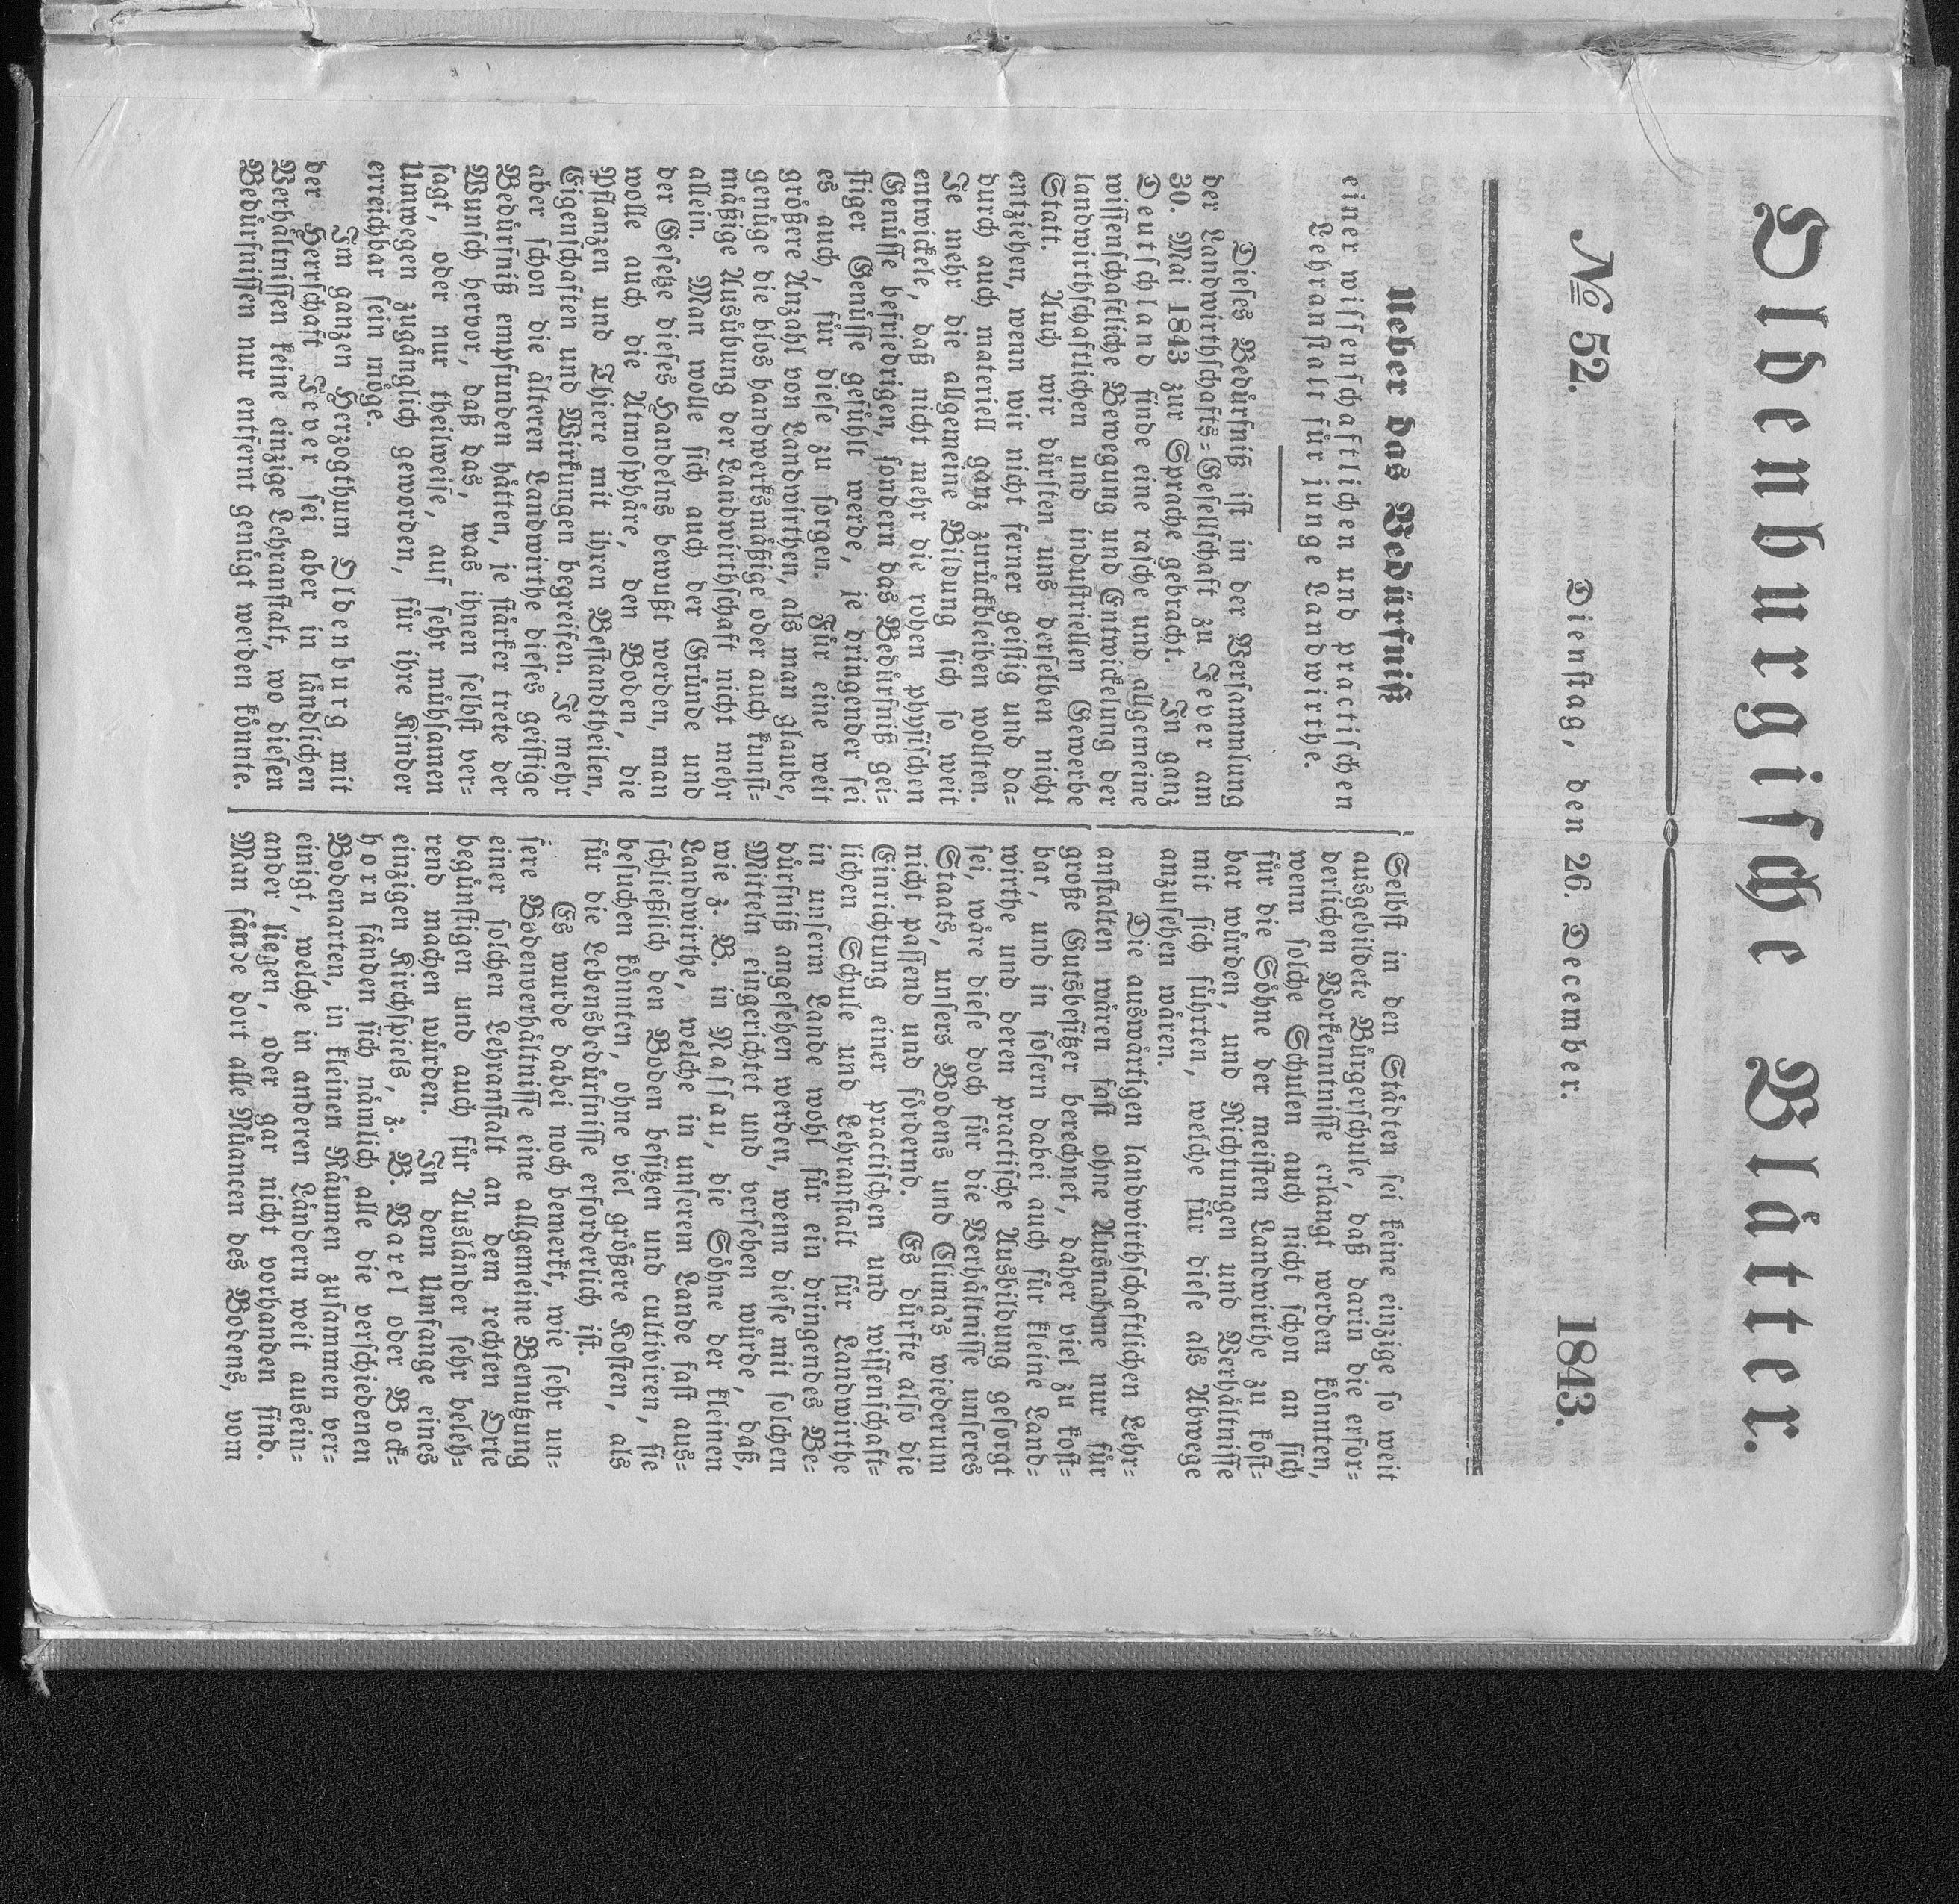 Oldenburgische Blätter.
№ 52. Dienstag, den 26. December. 1843.
Ueber das Bedürfniß
einer wissenschaftlichen und practischen
Lehranstalt für junge Landwirthe.
Dieses Bedürfniß ist in der Versammlung
der Landwirthschafts-Gesellschaft zu Jever am
30. Mai 1843 zur Sprache gebracht. In ganz
Deutschland finde eine rasche und allgemeine
wissenschaftliche Bewegung und Entwickelung der
landwirthschaftlichen und industriellen Gewerbe
Statt. Auch wir dürften uns derselben nicht
entziehen, wenn wir nicht ferner geistig und da-
durch auch materiell ganz zurückbleiben wollten.
Je mehr die allgemeine Bildung sich so weit
entwickele, daß nicht mehr die rohen physischen
Genüsse befriedrigen, sondern das Bedürfniß gei-
stiger Genüsse gefühlt werde, je dringender sei
es auch, für diese zu sorgen. Für eine weit
größere Anzahl von Landwirthen, als man glaube,
genüge die blos handwerksmäßige oder auch kunst-
mäßige Ausübung der Landwirthschaft nicht mehr
allein. Man wolle sich auch der Gründe und
der Gesetze dieses Handelns bewußt werden, man
wolle auch die Atmosphäre, den Boden, die
Pflanzen und Thiere mit ihren Bestandtheilen,
Eigenschaften und Wirkungen begreifen. Je mehr
aber schon die älteren Landwirthe dieses geistige
Bedürfniß empfunden hätten, je stärker trete der
Wunsch hervor, daß das, was ihnen selbst ver-
sagt, oder nur theilweise, auf sehr mühsamen
Umwegen zugänglich geworden, für ihre Kinder
erreichbar sein möge.
Im ganzen Herzogthum Oldenburg mit
der Herrschaft Jever sei aber in ländlichen
Verhältnissen keine einzige Lehranstalt, wo diesen
Bedürfnissen nur entfernt genügt werden könnte.
Selbst in den Städten sei keine einzige so weit
ausgebildete Bürgerschule, daß darin die erfor-
derlichen Vorkenntnisse erlangt werden könnten,
wenn solche Schulen auch nicht schon an sich
für die Söhne der meisten Landwirthe zu kost-
bar würden, und Richtungen und Verhältnisse
mit sich führten, welche für diese als Abwege
anzusehen wären.
Die auswärtigen landwirthschaftlichen Lehr-
anstalten wären fast ohne Ausnahme nur für
große Gutsbesitzer berechnet, daher viel zu kost-
bar, und in sofern dabei auch für kleine Land-
wirthe und deren practische Ausbildung gesorgt
sei, wäre diese doch für die Verhältnisse unseres
Staats, unsers Bodens und Clima's wiederum
nicht passend und fördernd. Es dürfte also die
Einrichtung einer practischen und wissenschaft-
lichen Schule und Lehranstalt für Landwirthe
in unserm Lande wohl für ein dringendes Be-
dürfniß angesehen werden, wenn diese mit solchen
Mitteln eingerichtet und versehen würde, daß,
wie z. B. in Nassau, die Söhne der kleinen
Landwirthe, welche in unserem Lande fast aus-
schließlich den Boden besitzen und cultiviren, sie
besuchen könnten, ohne viel größere Kosten, als
für die Lebensbedürfnisse erforderlich ist.
Es wurde dabei noch bemerkt, wie sehr un-
sere Bodenverhältnisse eine allgemeine Benutzung
einer solchen Lehranstalt an dem rechten Orte
begünstigen und auch für Ausländer sehr beleh-
rend machen würden. In dem Umfange eines
einzigen Kirchspiels, z. B. Varel oder Bock-
horn fänden sich nämlich alle die verschiedenen
Bodenarten, in kleinen Räumen zusammen ver-
einigt, welche in anderen Ländern weit ausein-
ander liegen, oder gar nicht vorhanden sind.
Man fände dort alle Nüancen des Bodens, vom